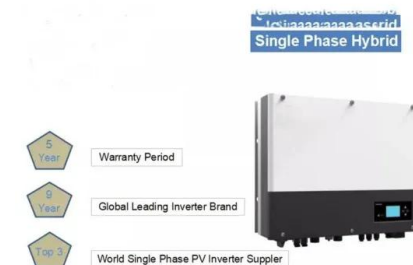 Single Phase Hybrid
5
Year
Warranty Period
9
Year
Global Leading Inverter Brand
Top 3
World Single Phase PV Inverter Suppler